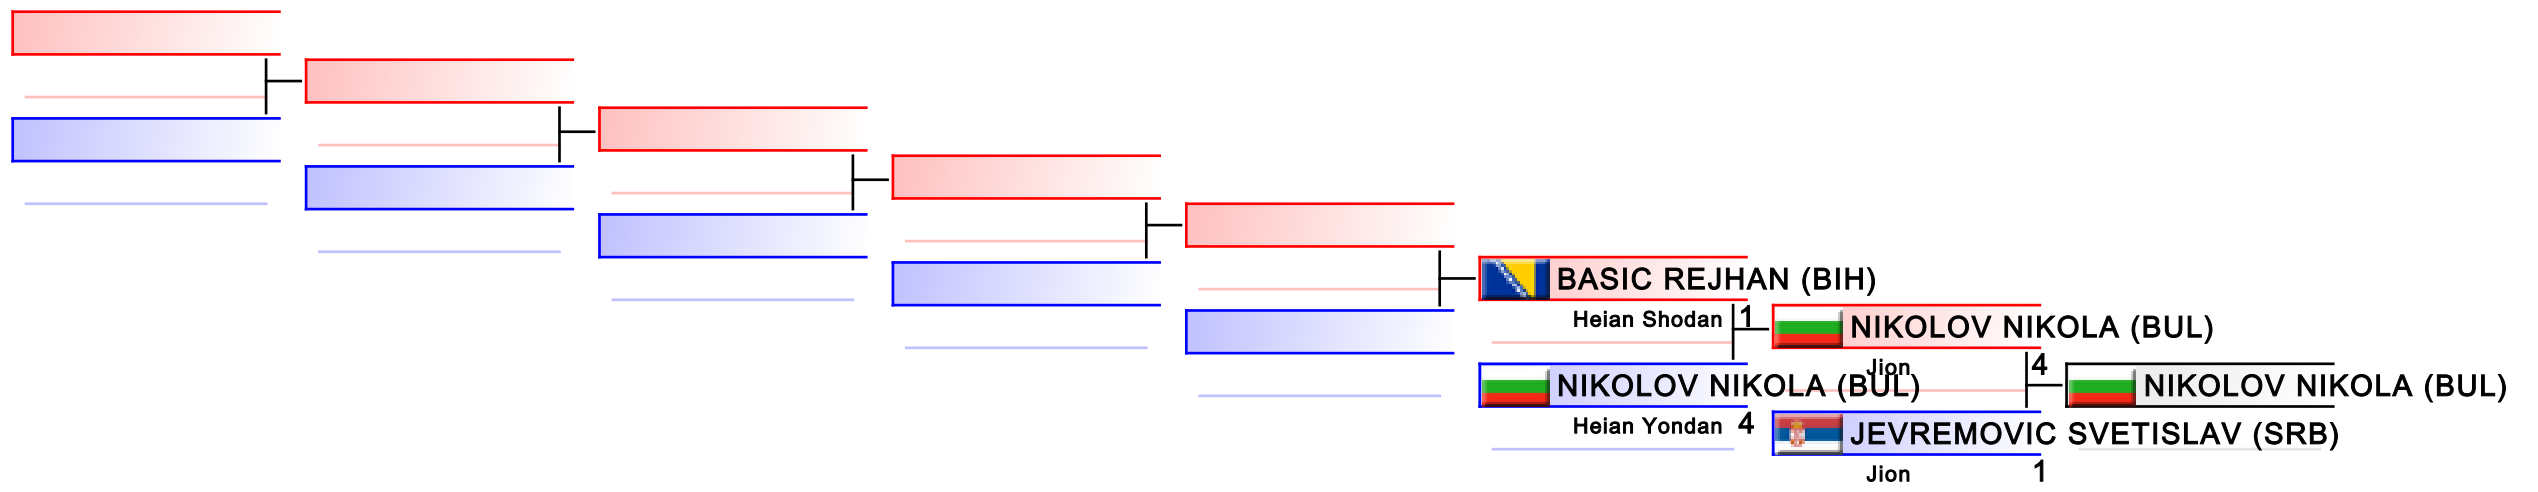 BASIC REJHAN (BIH)
Heian Shodan 1
NIKOLOV NIKOLA (BUL)
Heian Yondan 4
NIKOLOV NIKOLA (BUL)
Jion 4
JEVREMOVIC SVETISLAV (SRB)
Jion 1
NIKOLOV NIKOLA (BUL)